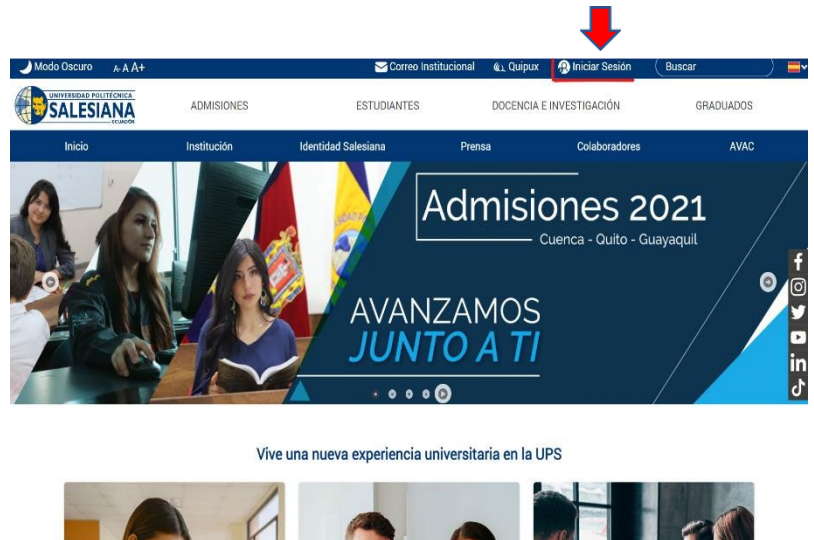 Modo Oscuro A- A A+ Correo Institucional Quipux Iniciar Sesión Buscar
UNIVERSIDAD POLITÉCNICA
SALESIANA
ECUADOR
ADMISIONES ESTUDIANTES DOCENCIA E INVESTIGACIÓN GRADUADOS
Inicio Institución Identidad Salesiana Prensa Colaboradores AVAC
Admisiones 2021
Cuenca - Quito - Guayaquil
AVANZAMOS
JUNTO A TI
Vive una nueva experiencia universitaria en la UPS